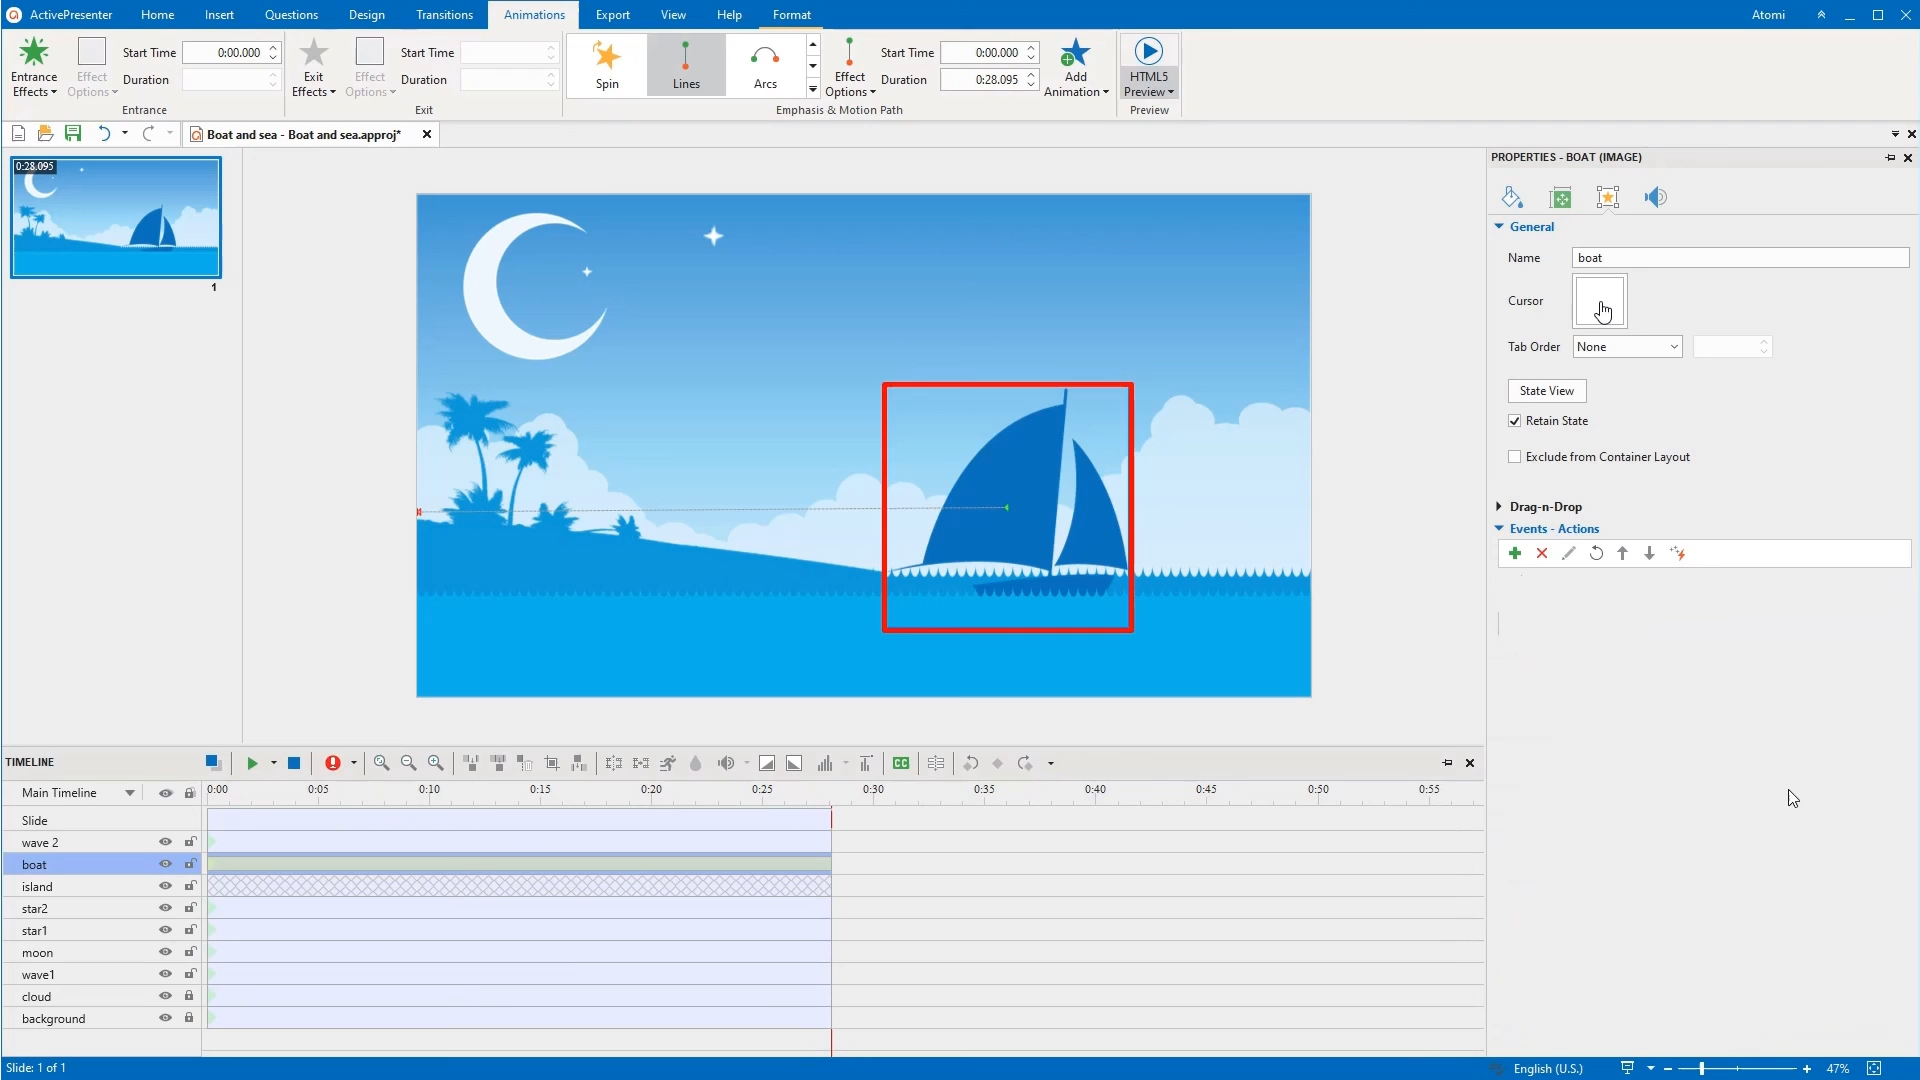 ActivePresenter Home Insert Questions Design Transitions Animations Export View Help Format Atomi
Start Time 0:00.000 Start Time Start Time 0:00.000
Entrance Effects Effect Options Duration Exit Effects Effect Options Duration Spin Lines Arcs Effect Options Duration 0:28.095 Add Animation HTML5 Preview
Entrance Exit Emphasis & Motion Path Preview
Boat and sea - Boat and sea.approj*
PROPERTIES - BOAT (IMAGE)
0:28.095
1
General
Name boat
Cursor
Tab Order None
State View
Retain State
Exclude from Container Layout
Drag-n-Drop
Events - Actions
TIMELINE CC
Main Timeline 0:00 0:05 0:10 0:15 0:20 0:25 0:30 0:35 0:40 0:45 0:50 0:55
Slide
wave 2
boat
island
star2
star1
moon
wave1
cloud
background
Slide: 1 of 1 English (U.S.) 47%